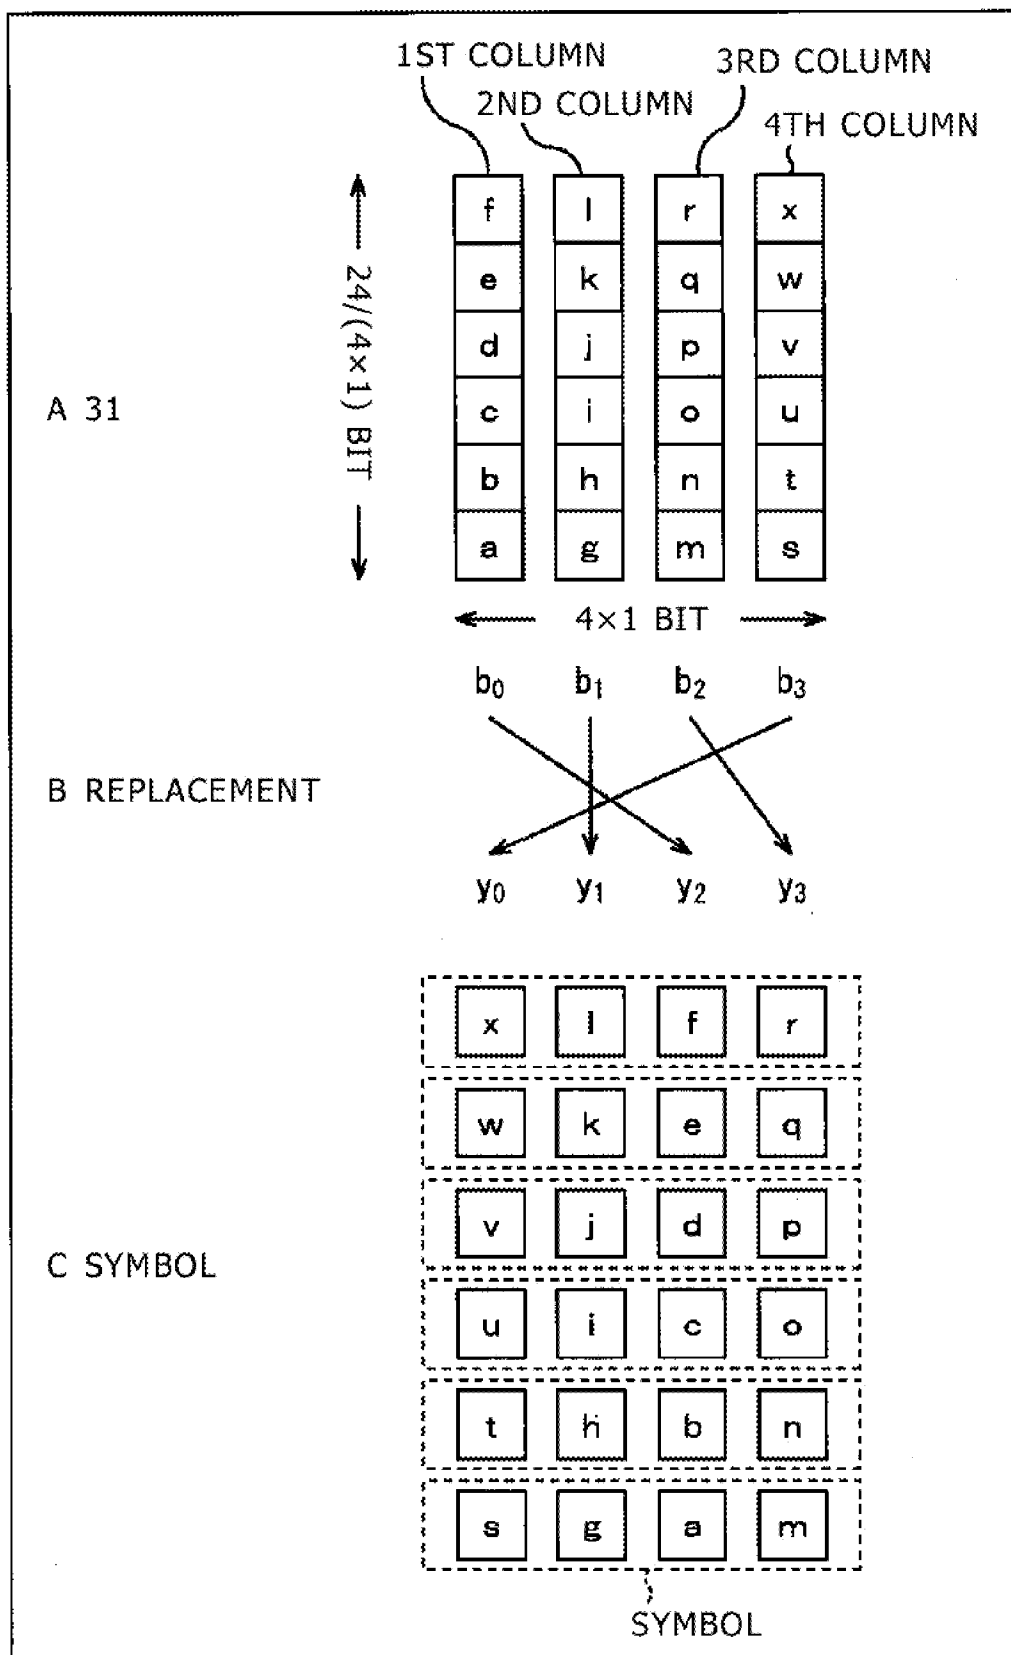 1ST COLUMN
3RD COLUMN
2ND COLUMN
4TH COLUMN
f l r x
e k q w
d j p v
A 31
c i o u
b h n t
a g m s
24/(4×1) BIT
4×1 BIT
b0 b1 b2 b3
B REPLACEMENT
y0 y1 y2 y3
x l f r
w k e q
v j d p
C SYMBOL
u i c o
t h b n
s g a m
SYMBOL